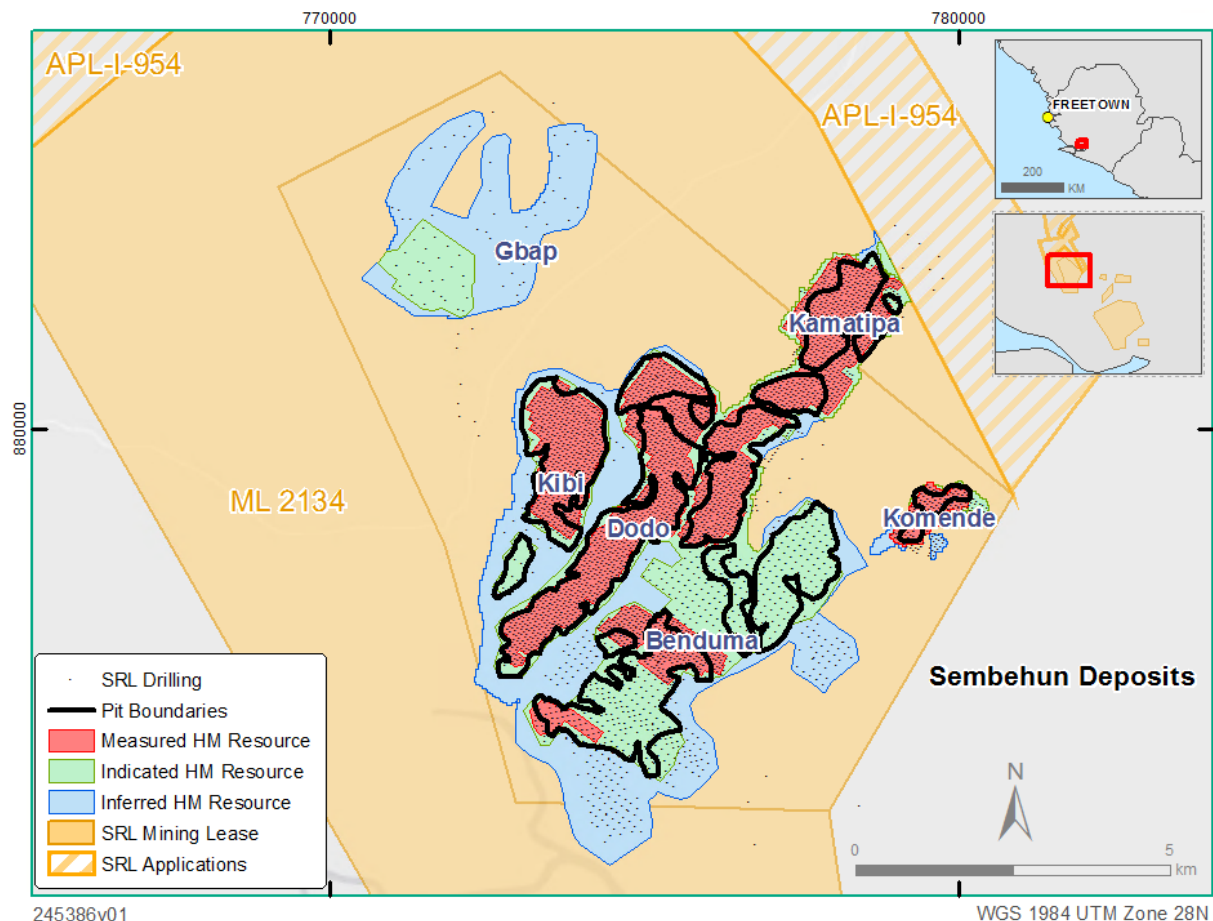 770000
780000
APL-I-954
APL-I-954
FREETOWN
200
KM
Gbap
Kamatipa
880000
ML 2134
Kibi
Dodo
Komende
Benduma
Sembehun Deposits
SRL Drilling
Pit Boundaries
Measured HM Resource
Indicated HM Resource
Inferred HM Resource
SRL Mining Lease
SRL Applications
N
0
5
km
245386v01
WGS 1984 UTM Zone 28N